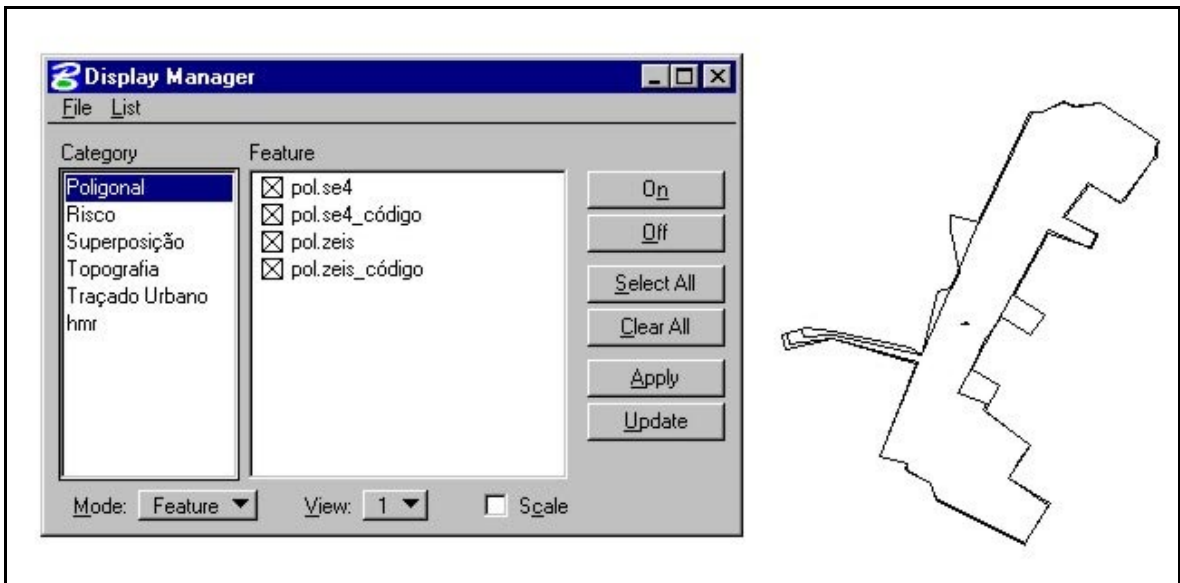 Display Manager
File List
Category
Feature
Poligonal
Risco
Superposição
Topografia
Traçado Urbano
hmr
pol.se4
pol.se4_código
pol.zeis
pol.zeis_código
On
Off
Select All
Clear All
Apply
Update
Mode: Feature View: 1 Scale